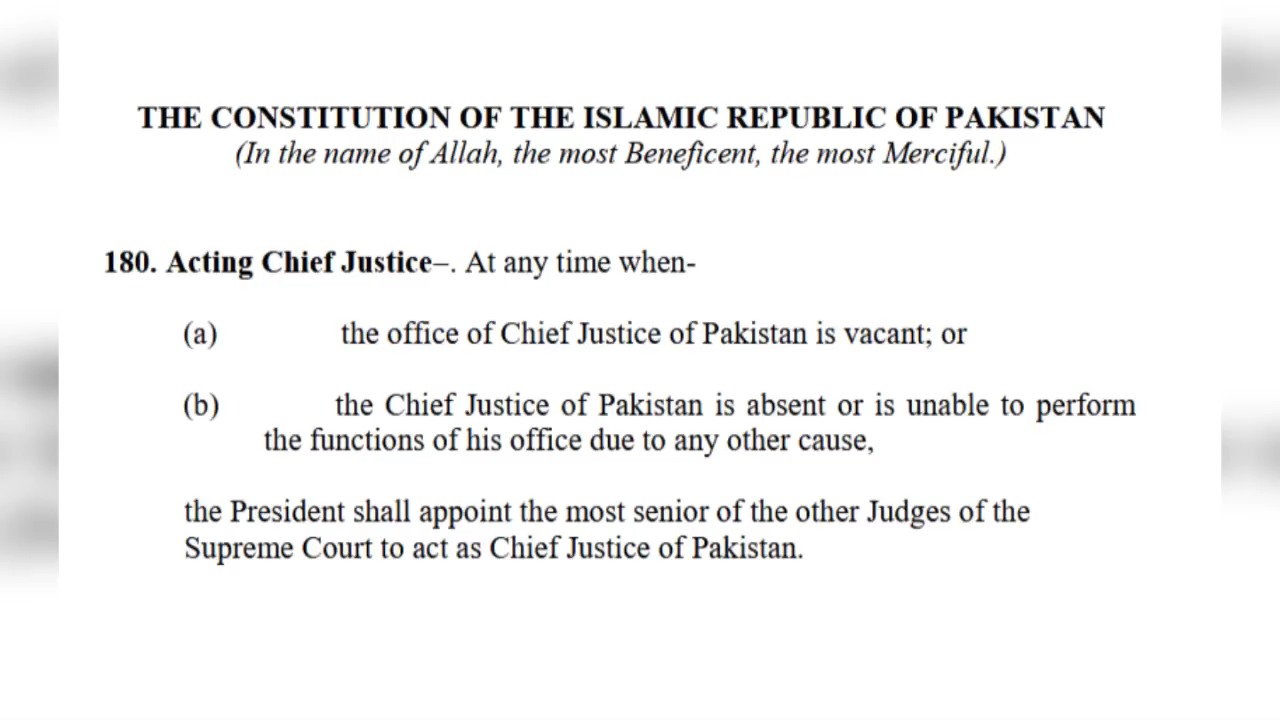 THE CONSTITUTION OF THE ISLAMIC REPUBLIC OF PAKISTAN
(In the name of Allah, the most Beneficent, the most Merciful.)
180. Acting Chief Justice–. At any time when-
(a) the office of Chief Justice of Pakistan is vacant; or
(b) the Chief Justice of Pakistan is absent or is unable to perform
the functions of his office due to any other cause,
the President shall appoint the most senior of the other Judges of the
Supreme Court to act as Chief Justice of Pakistan.